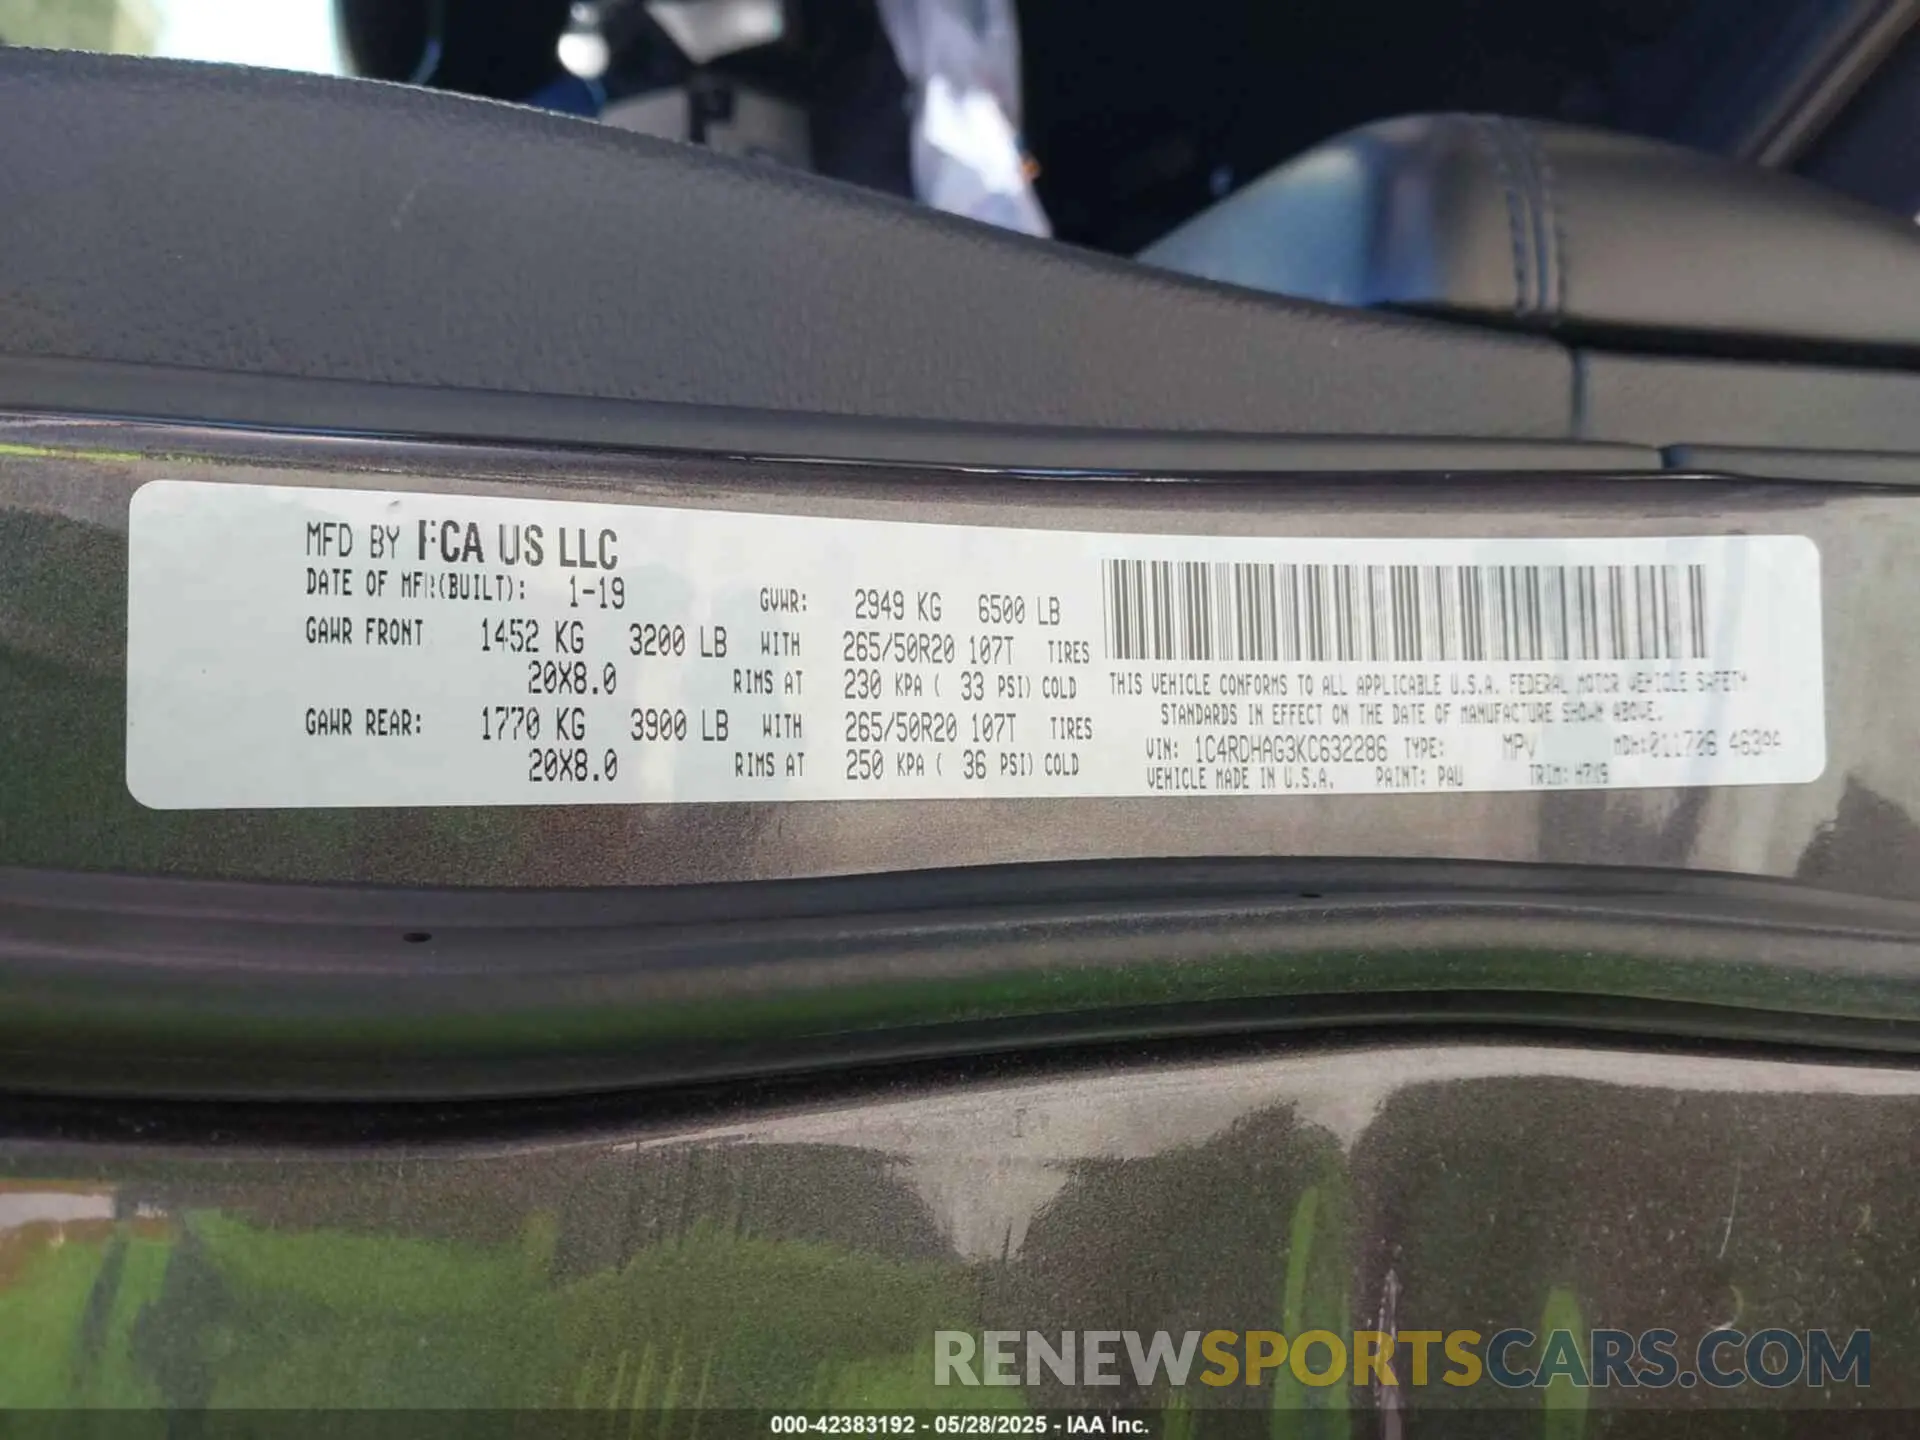 MFD BY FCA US LLC
DATE OF MFR(BUILT): 1-19 GVWR: 2949 KG 6500 LB
GAWR FRONT 1452 KG 3200 LB WITH 265/50R20 107T TIRES
20X8.0 RIMS AT 230 KPA ( 33 PSI) COLD
GAWR REAR: 1770 KG 3900 LB WITH 265/50R20 107T TIRES
20X8.0 RIMS AT 250 KPA ( 36 PSI) COLD
THIS VEHICLE CONFORMS TO ALL APPLICABLE U.S.A. FEDERAL MOTOR VEHICLE SAFETY
STANDARDS IN EFFECT ON THE DATE OF MANUFACTURE SHOWN ABOVE.
VIN: 1C4RDHAG3KC632286 TYPE: MPV MDH:011706
VEHICLE MADE IN U.S.A. PAINT: PAU TRIM:
RENEWSPORTSCARS.COM
000-42383192 - 05/28/2025 - IAA Inc.